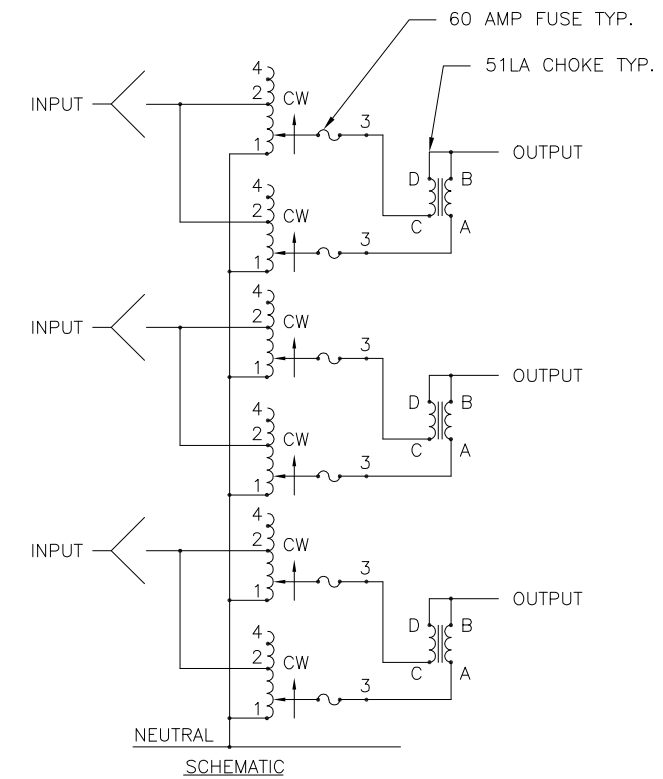 60 AMP FUSE TYP.
51LA CHOKE TYP.
4
INPUT
2
CW
3
1
OUTPUT
D
B
4
2
CW
C
A
3
1
4
INPUT
2
CW
3
1
OUTPUT
D
B
4
2
CW
C
A
3
1
4
INPUT
2
CW
3
1
OUTPUT
D
B
4
2
CW
C
A
3
1
NEUTRAL
SCHEMATIC